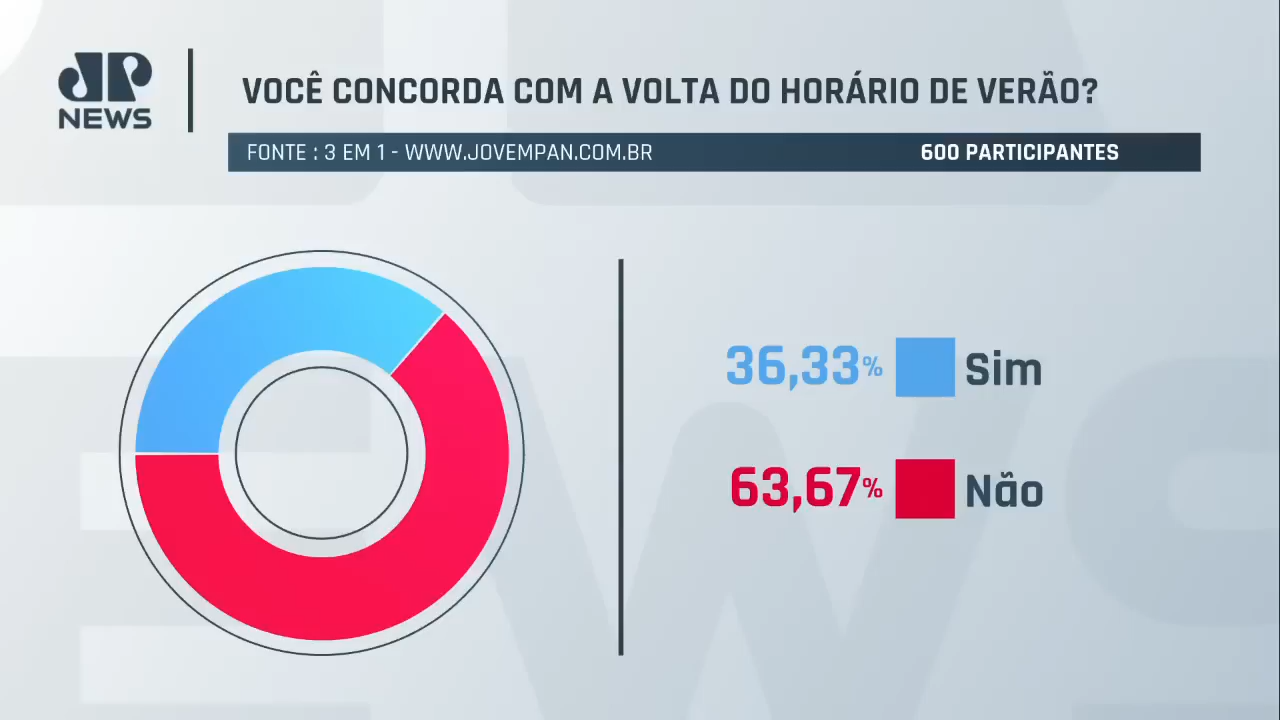 JP
NEWS
VOCÊ CONCORDA COM A VOLTA DO HORÁRIO DE VERÃO?
FONTE : 3 EM 1 - WWW.JOVEMPAN.COM.BR
600 PARTICIPANTES
36,33% Sim
63,67% Não